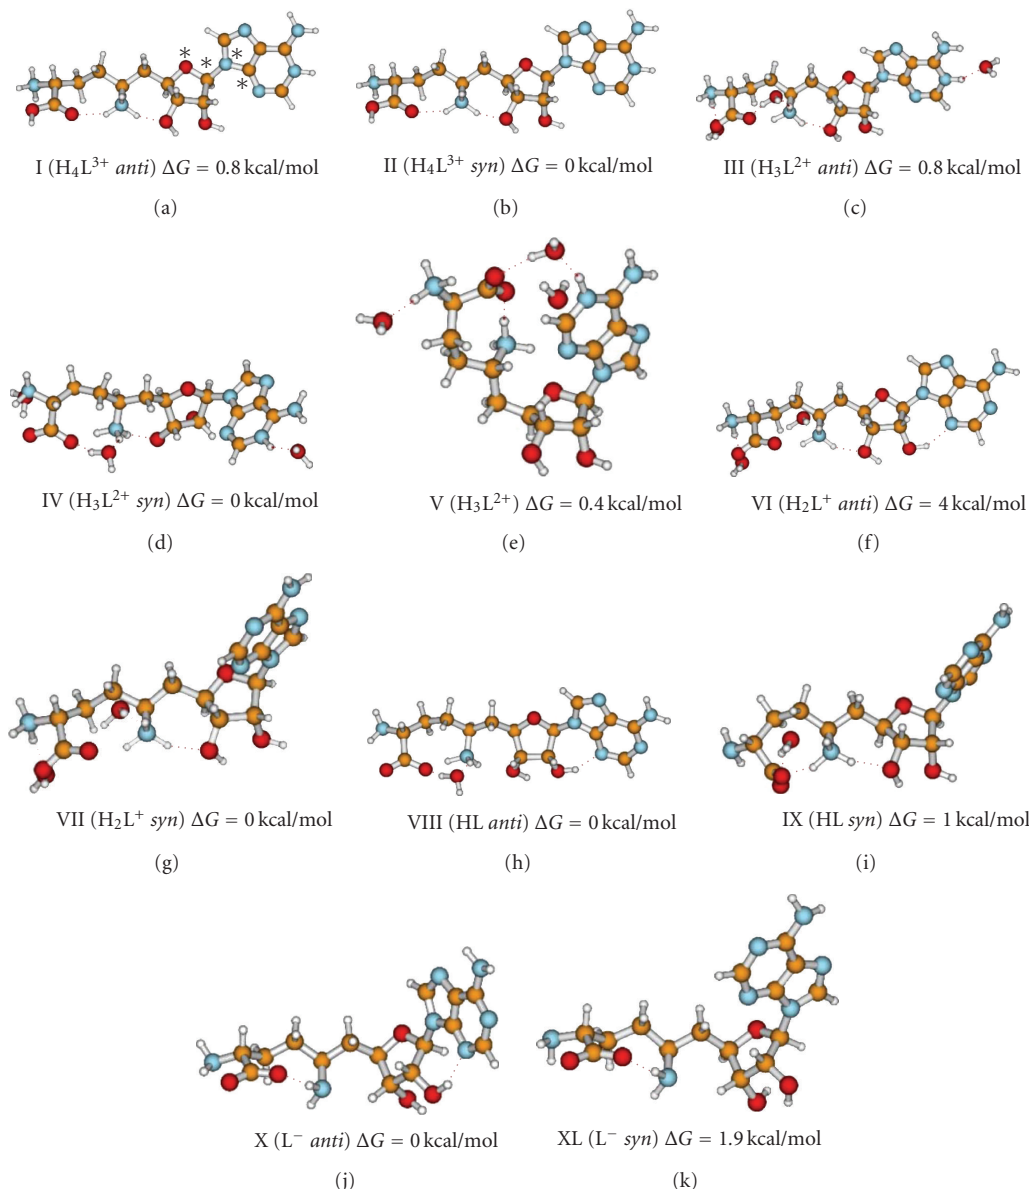 * * * *
I (H₄L³⁺ anti) ΔG = 0.8 kcal/mol
II (H₄L³⁺ syn) ΔG = 0 kcal/mol
III (H₃L²⁺ anti) ΔG = 0.8 kcal/mol
(a)
(b)
(c)
IV (H₃L²⁺ syn) ΔG = 0 kcal/mol
V (H₃L²⁺) ΔG = 0.4 kcal/mol
VI (H₂L⁺ anti) ΔG = 4 kcal/mol
(d)
(e)
(f)
VII (H₂L⁺ syn) ΔG = 0 kcal/mol
VIII (HL anti) ΔG = 0 kcal/mol
IX (HL syn) ΔG = 1 kcal/mol
(g)
(h)
(i)
X (L⁻ anti) ΔG = 0 kcal/mol
XL (L⁻ syn) ΔG = 1.9 kcal/mol
(j)
(k)